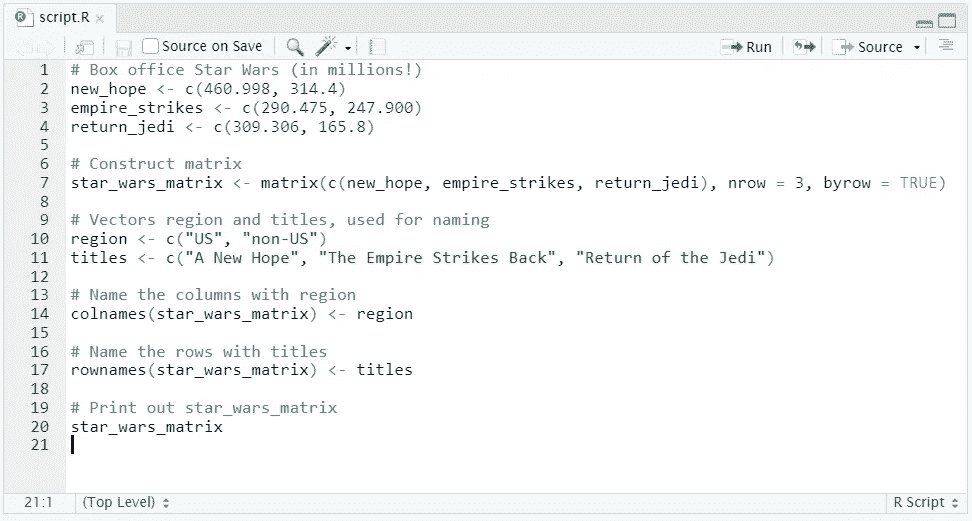 script.R
Source on Save Run Source
1 # Box office Star Wars (in millions!)
2 new_hope <- c(460.998, 314.4)
3 empire_strikes <- c(290.475, 247.900)
4 return_jedi <- c(309.306, 165.8)
5
6 # Construct matrix
7 star_wars_matrix <- matrix(c(new_hope, empire_strikes, return_jedi), nrow = 3, byrow = TRUE)
8
9 # Vectors region and titles, used for naming
10 region <- c("US", "non-US")
11 titles <- c("A New Hope", "The Empire Strikes Back", "Return of the Jedi")
12
13 # Name the columns with region
14 colnames(star_wars_matrix) <- region
15
16 # Name the rows with titles
17 rownames(star_wars_matrix) <- titles
18
19 # Print out star_wars_matrix
20 star_wars_matrix
21
21:1 (Top Level) R Script